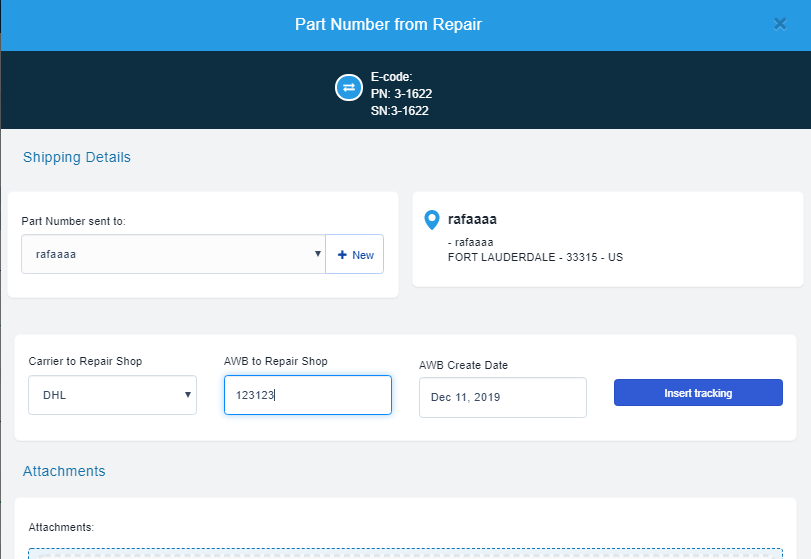 Part Number from Repair
E-code:
PN: 3-1622
SN:3-1622
Shipping Details
Part Number sent to:
rafaaaa
+ New
rafaaaa
- rafaaaa
FORT LAUDERDALE - 33315 - US
Carrier to Repair Shop
DHL
AWB to Repair Shop
123123
AWB Create Date
Dec 11, 2019
Insert tracking
Attachments
Attachments: